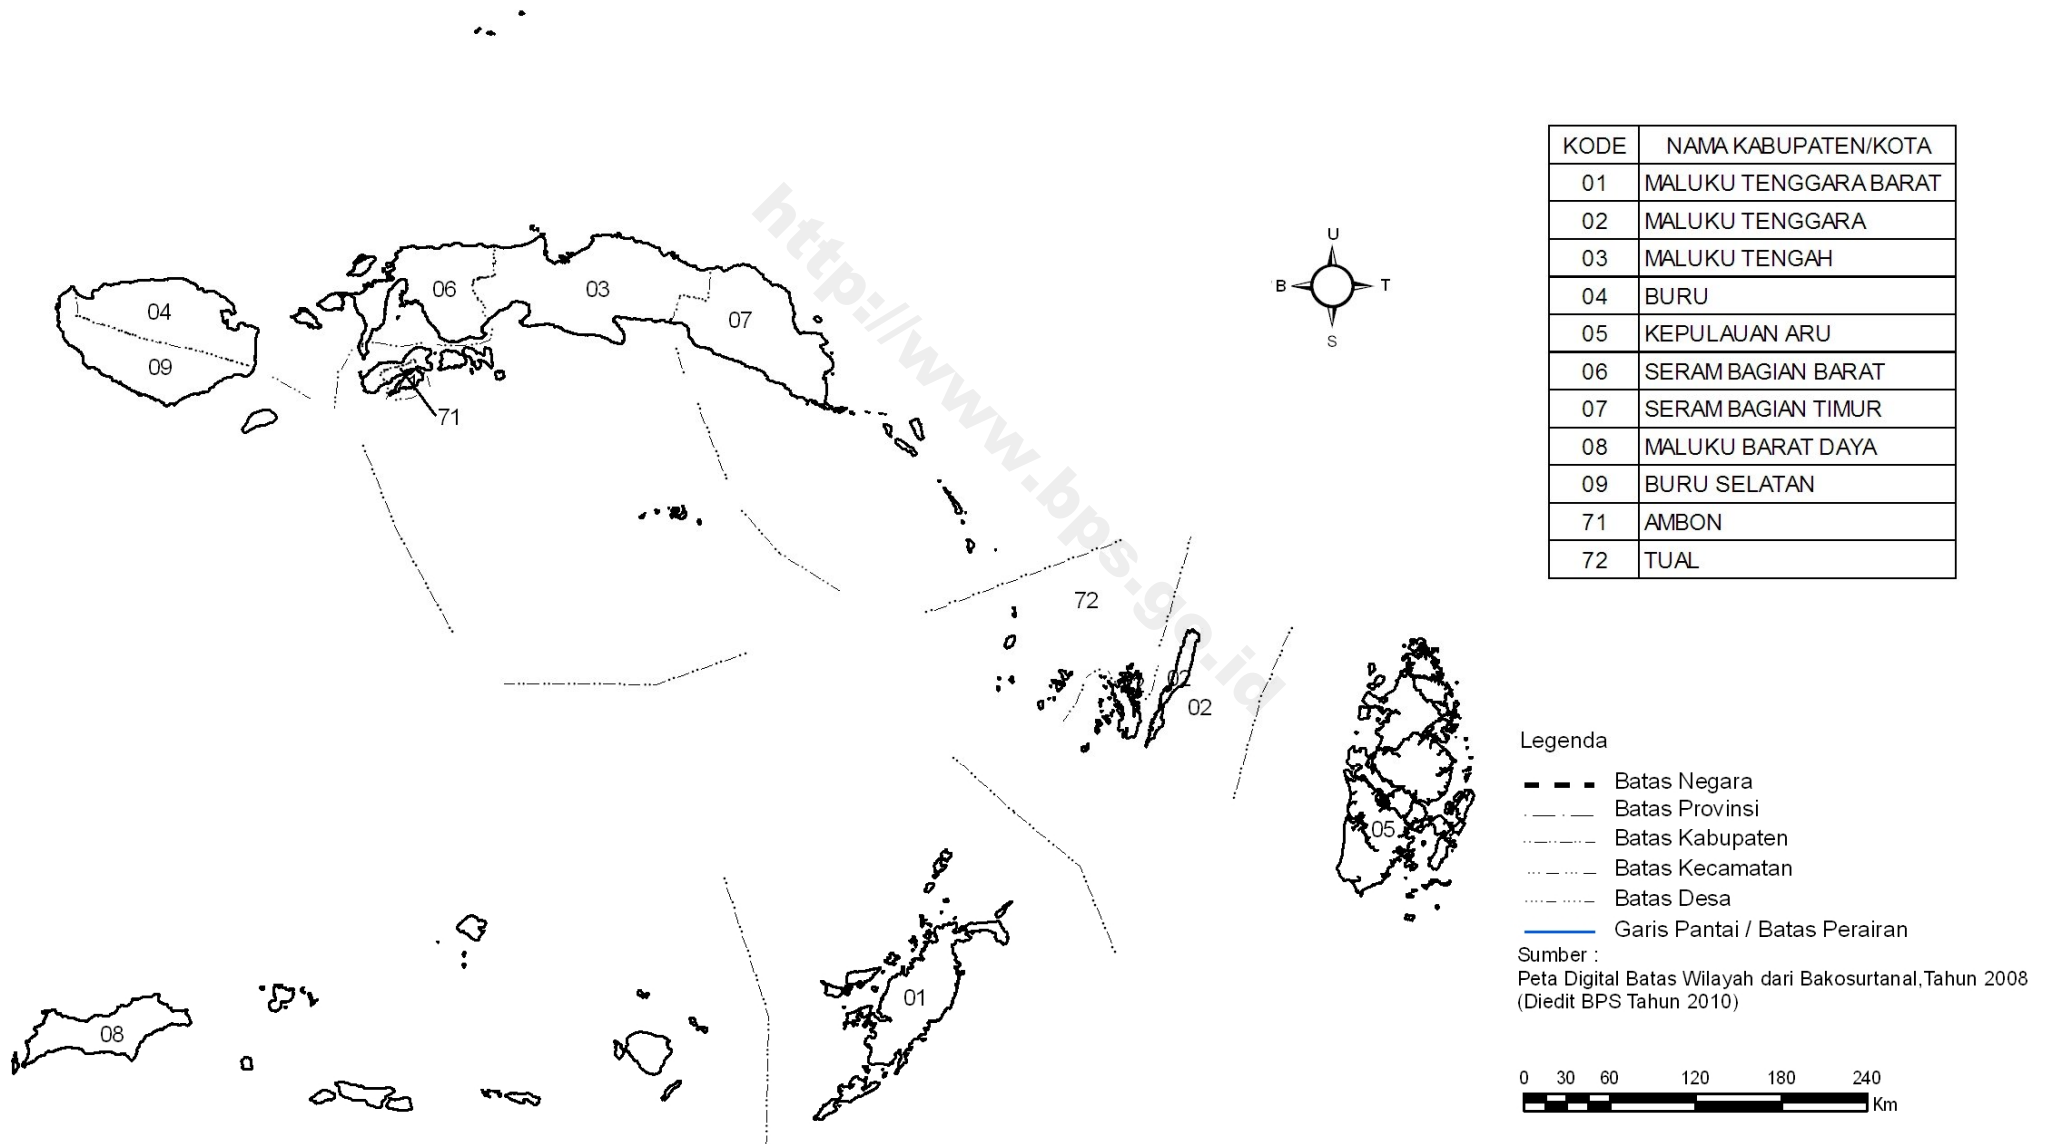 http://www.bps.go.id
KODE NAMA KABUPATEN/KOTA
01 MALUKU TENGGARA BARAT
02 MALUKU TENGGARA
03 MALUKU TENGAH
04 BURU
05 KEPULAUAN ARU
06 SERAM BAGIAN BARAT
07 SERAM BAGIAN TIMUR
08 MALUKU BARAT DAYA
09 BURU SELATAN
71 AMBON
72 TUAL
U
B T
S
06
03
04
07
09
71
72
02
02
05
01
08
Legenda
Batas Negara
Batas Provinsi
Batas Kabupaten
Batas Kecamatan
Batas Desa
Garis Pantai / Batas Perairan
Sumber :
Peta Digital Batas Wilayah dari Bakosurtanal,Tahun 2008
(Diedit BPS Tahun 2010)
0 30 60 120 180 240
Km